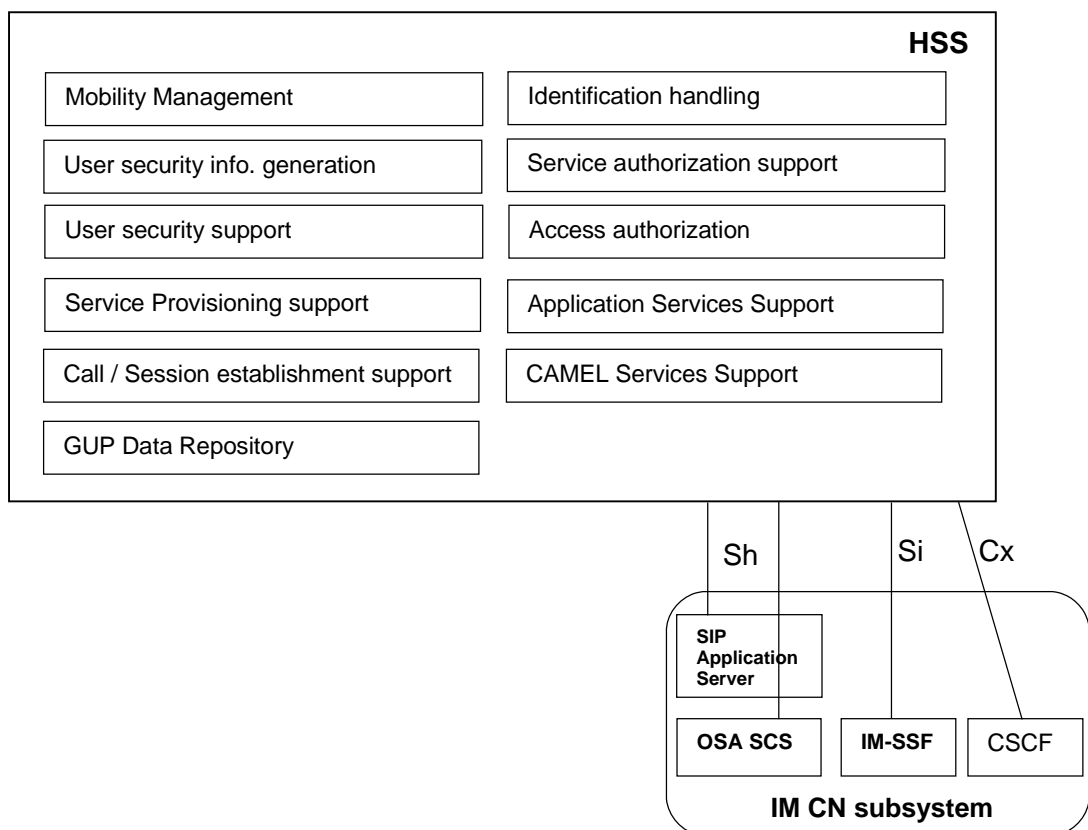 HSS
Mobility Management
Identification handling
User security info. generation
Service authorization support
User security support
Access authorization
Service Provisioning support
Application Services Support
Call / Session establishment support
CAMEL Services Support
GUP Data Repository
Sh
Si
Cx
SIP
Application
Server
OSA SCS
IM-SSF
CSCF
IM CN subsystem